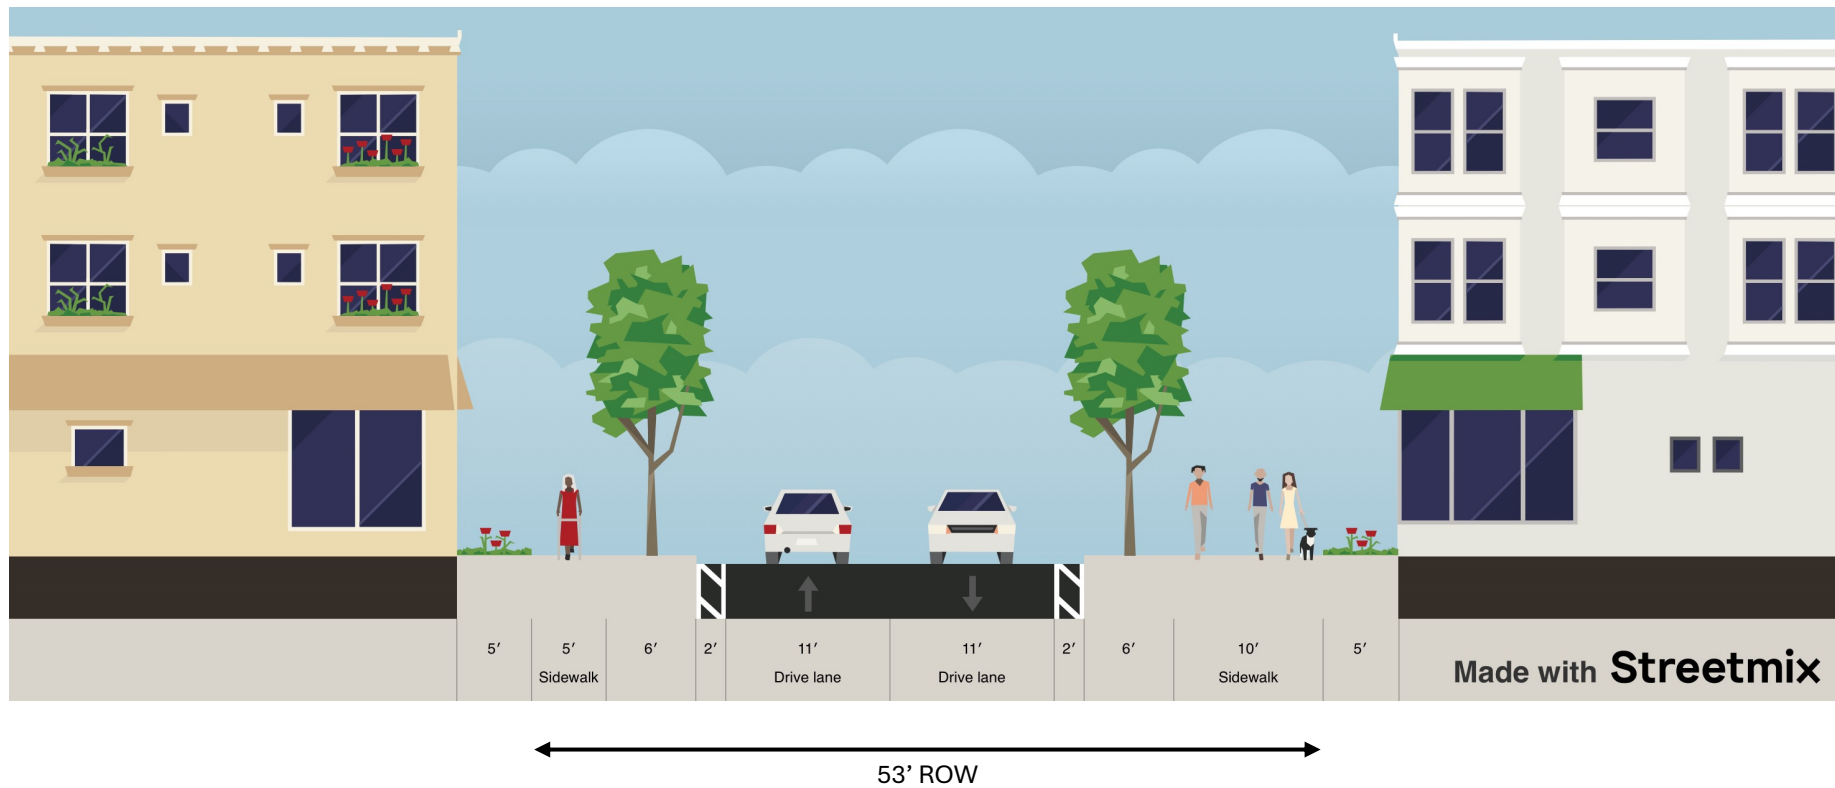 5′ 5′ 6′ 2′ 11′ 11′ 2′ 6′ 10′ 5′
Sidewalk Drive lane Drive lane Sidewalk
Made with Streetmix
53’ ROW